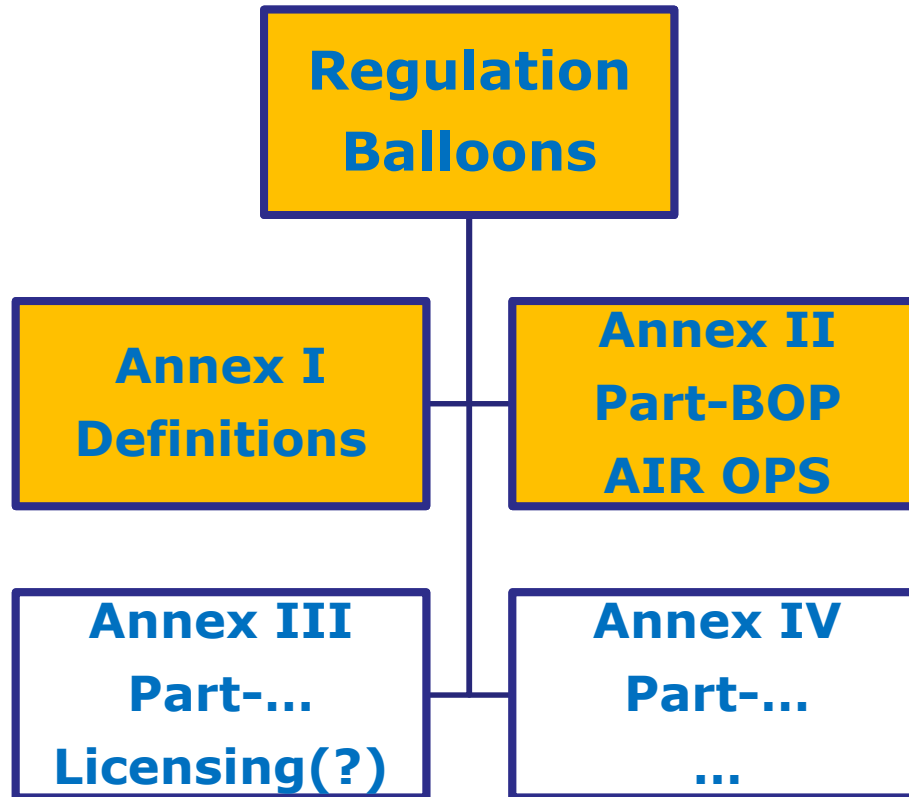 Regulation
Balloons
Annex I
Definitions
Annex II
Part-BOP
AIR OPS
Annex III
Part-...
Licensing(?)
Annex IV
Part-...
...